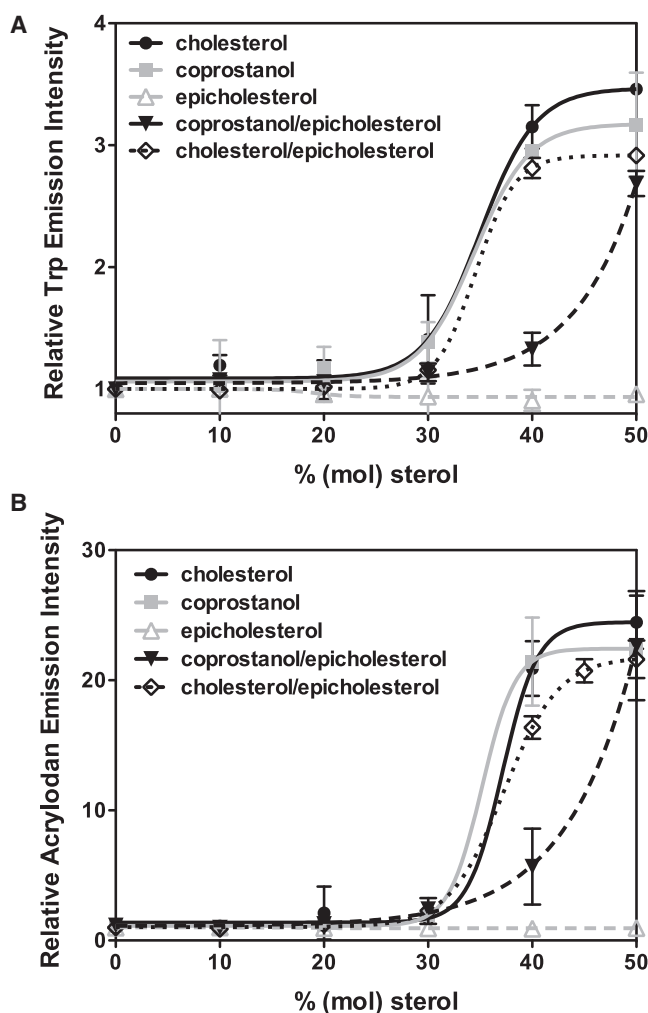 A
Relative Trp Emission Intensity
4
3
2
1
cholesterol
coprostanol
epicholesterol
coprostanol/epicholesterol
cholesterol/epicholesterol
0 10 20 30 40 50
% (mol) sterol
B
Relative Acrylodan Emission Intensity
30
20
10
0
cholesterol
coprostanol
epicholesterol
coprostanol/epicholesterol
cholesterol/epicholesterol
0 10 20 30 40 50
% (mol) sterol